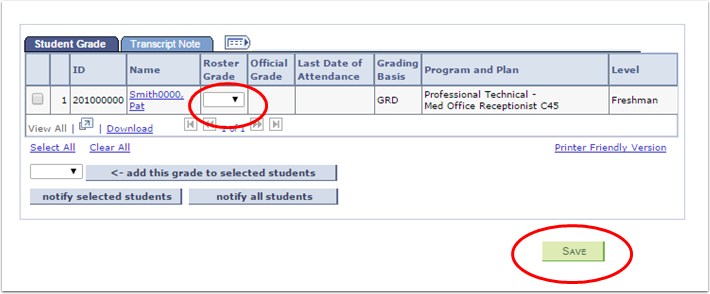 Student Grade Transcript Note
ID Name Roster Grade Official Grade Last Date of Attendance Grading Basis Program and Plan Level
1 201000000 Smith0000, Pat GRD Professional Technical - Med Office Receptionist C45 Freshman
View All | | Download 1 of 1
Select All Clear All Printer Friendly Version
<- add this grade to selected students
notify selected students notify all students
SAVE